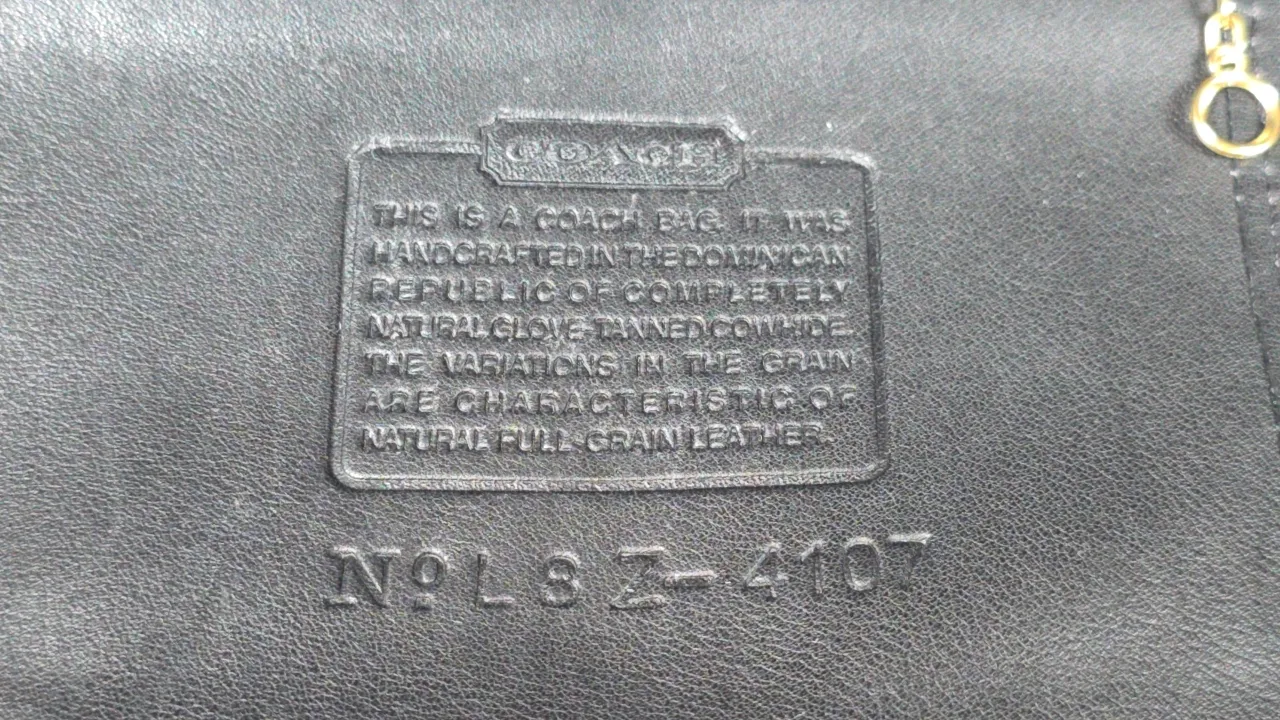 COACH
THIS IS A COACH BAG. IT WAS
HANDCRAFTED IN THE DOMINICAN
REPUBLIC OF COMPLETELY
NATURAL GLOVE-TANNED COWHIDE.
THE VARIATIONS IN THE GRAIN
ARE CHARACTERISTIC OF
NATURAL FULL-GRAIN LEATHER.
Nº L8Z-4107